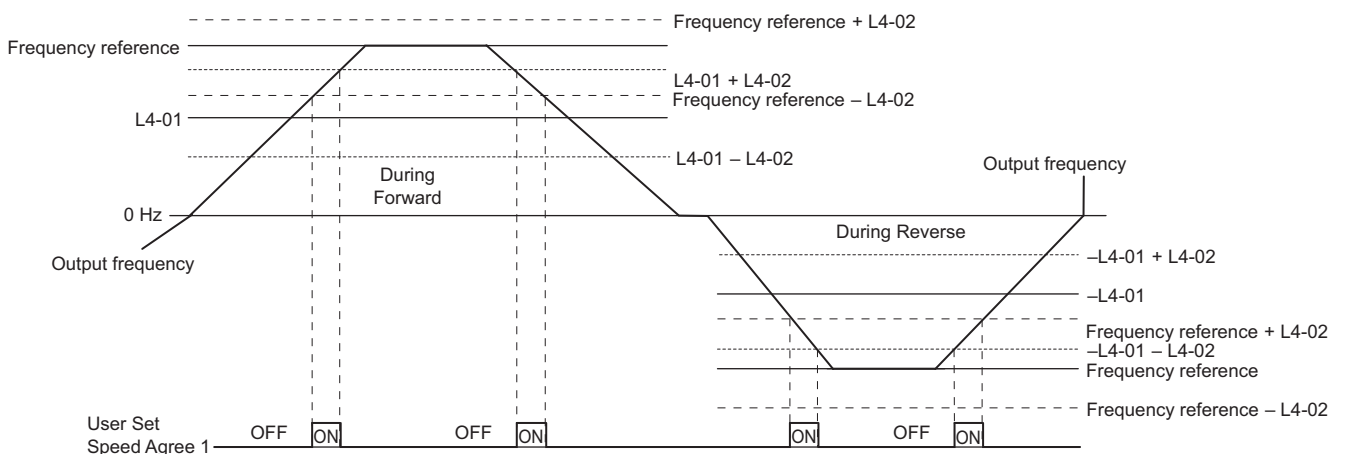 Frequency reference + L4-02
Frequency reference
L4-01 + L4-02
Frequency reference – L4-02
L4-01
L4-01 – L4-02
During
Forward
Output frequency
0 Hz
During Reverse
Output frequency
–L4-01 + L4-02
–L4-01
Frequency reference + L4-02
–L4-01 – L4-02
Frequency reference
Frequency reference – L4-02
User Set
Speed Agree 1
OFF
ON
OFF
ON
ON
OFF
ON